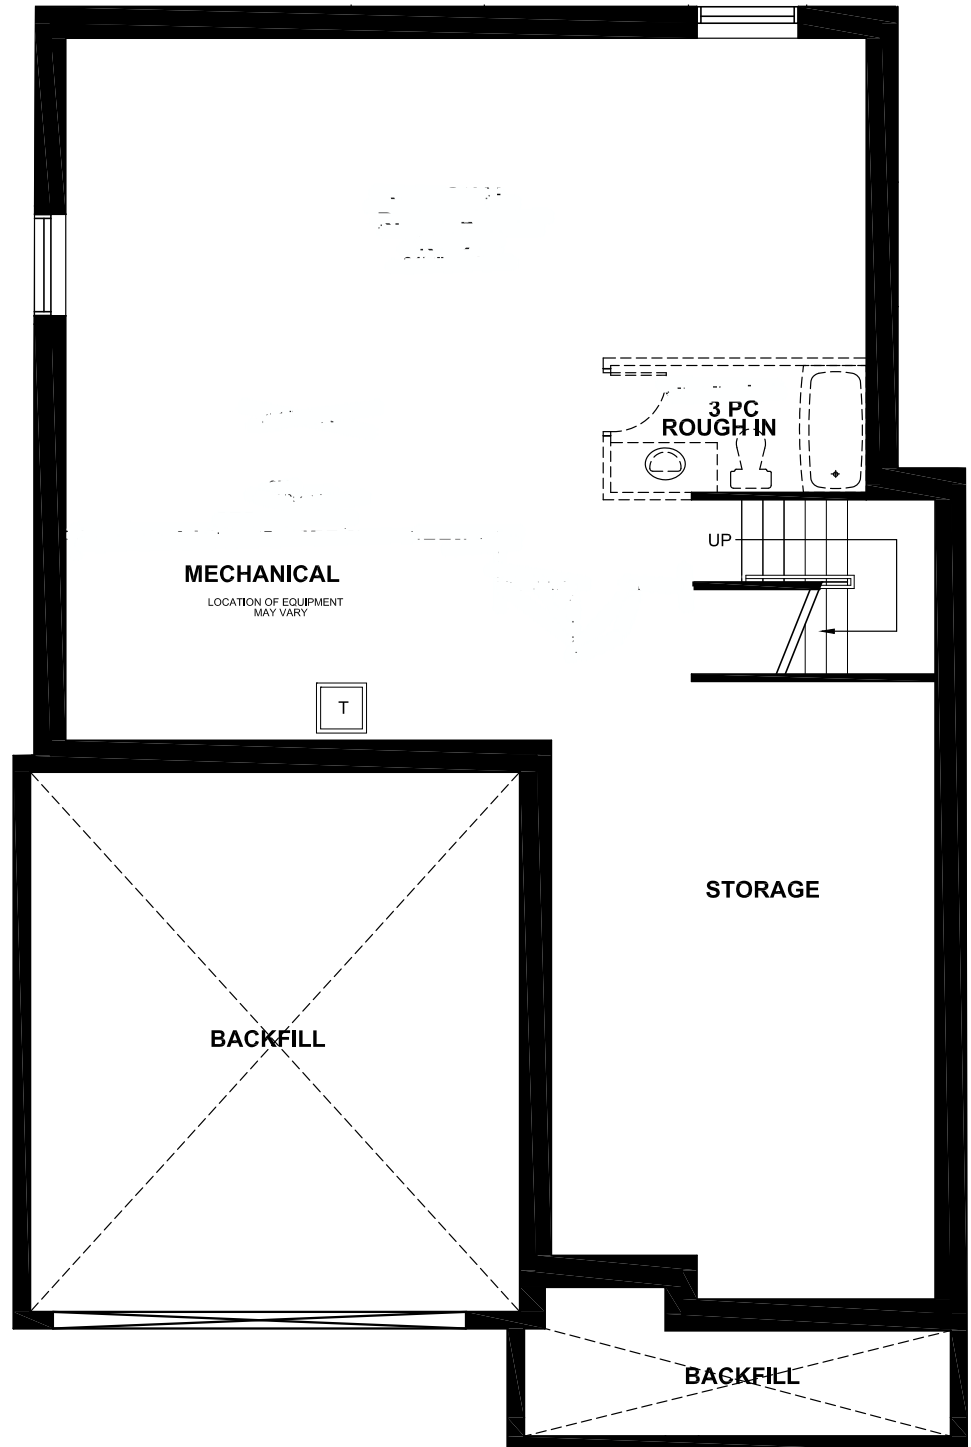 3 PC
ROUGH IN
UP
MECHANICAL
LOCATION OF EQUIPMENT
MAY VARY
T
STORAGE
BACKFILL
BACKFILL